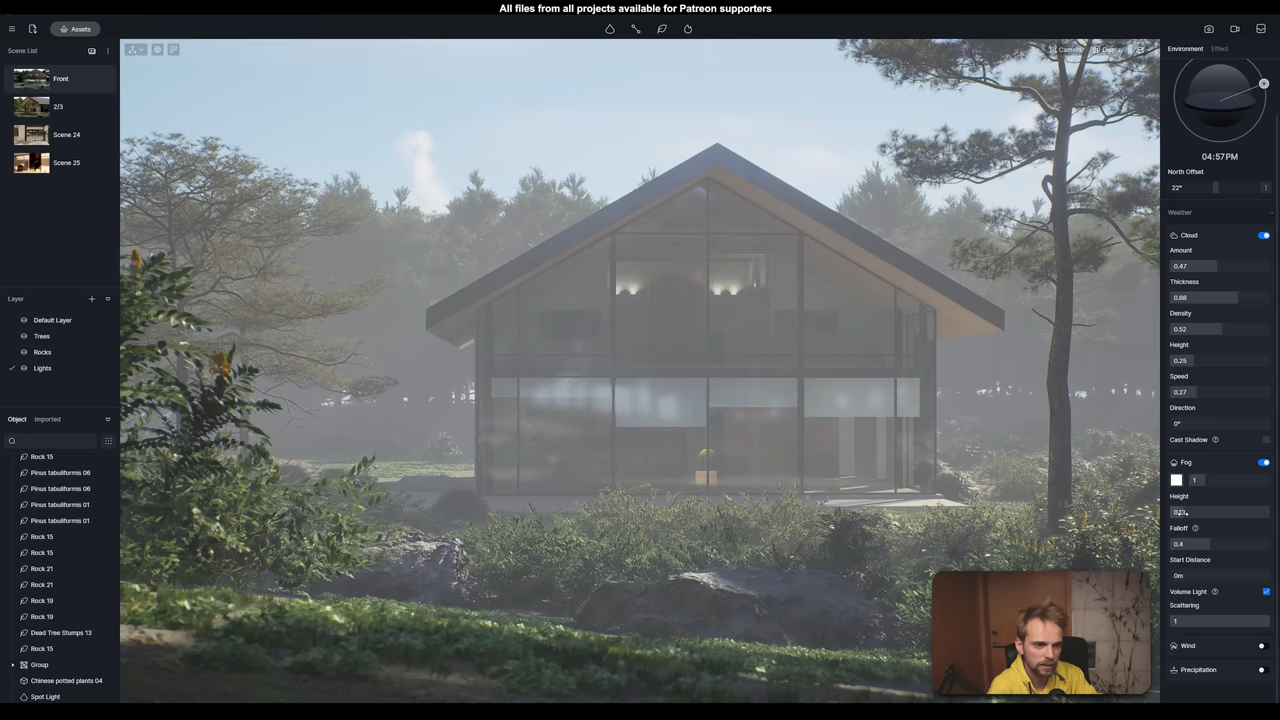 All files from all projects available for Patreon supporters
Assets
Scene List
Front
2/3
Scene 24
Scene 25
Layer
Default Layer
Trees
Rocks
Lights
Object Imported
Rock 15
Pinus tabuliformis 06
Pinus tabuliformis 06
Pinus tabuliformis 01
Pinus tabuliformis 01
Rock 15
Rock 15
Rock 21
Rock 21
Rock 19
Rock 19
Dead Tree Stumps 13
Rock 15
Group
Chinese potted plants 04
Spot Light
Camera Display
Environment Effect
04:57PM
North Offset
22°
Weather
Cloud
Amount
0.47
Thickness
0.68
Density
0.52
Height
0.25
Speed
0.27
Direction
0°
Cast Shadow
Fog
1
Height
Falloff
0.4
Start Distance
0m
Volume Light
Scattering
1
Wind
Precipitation